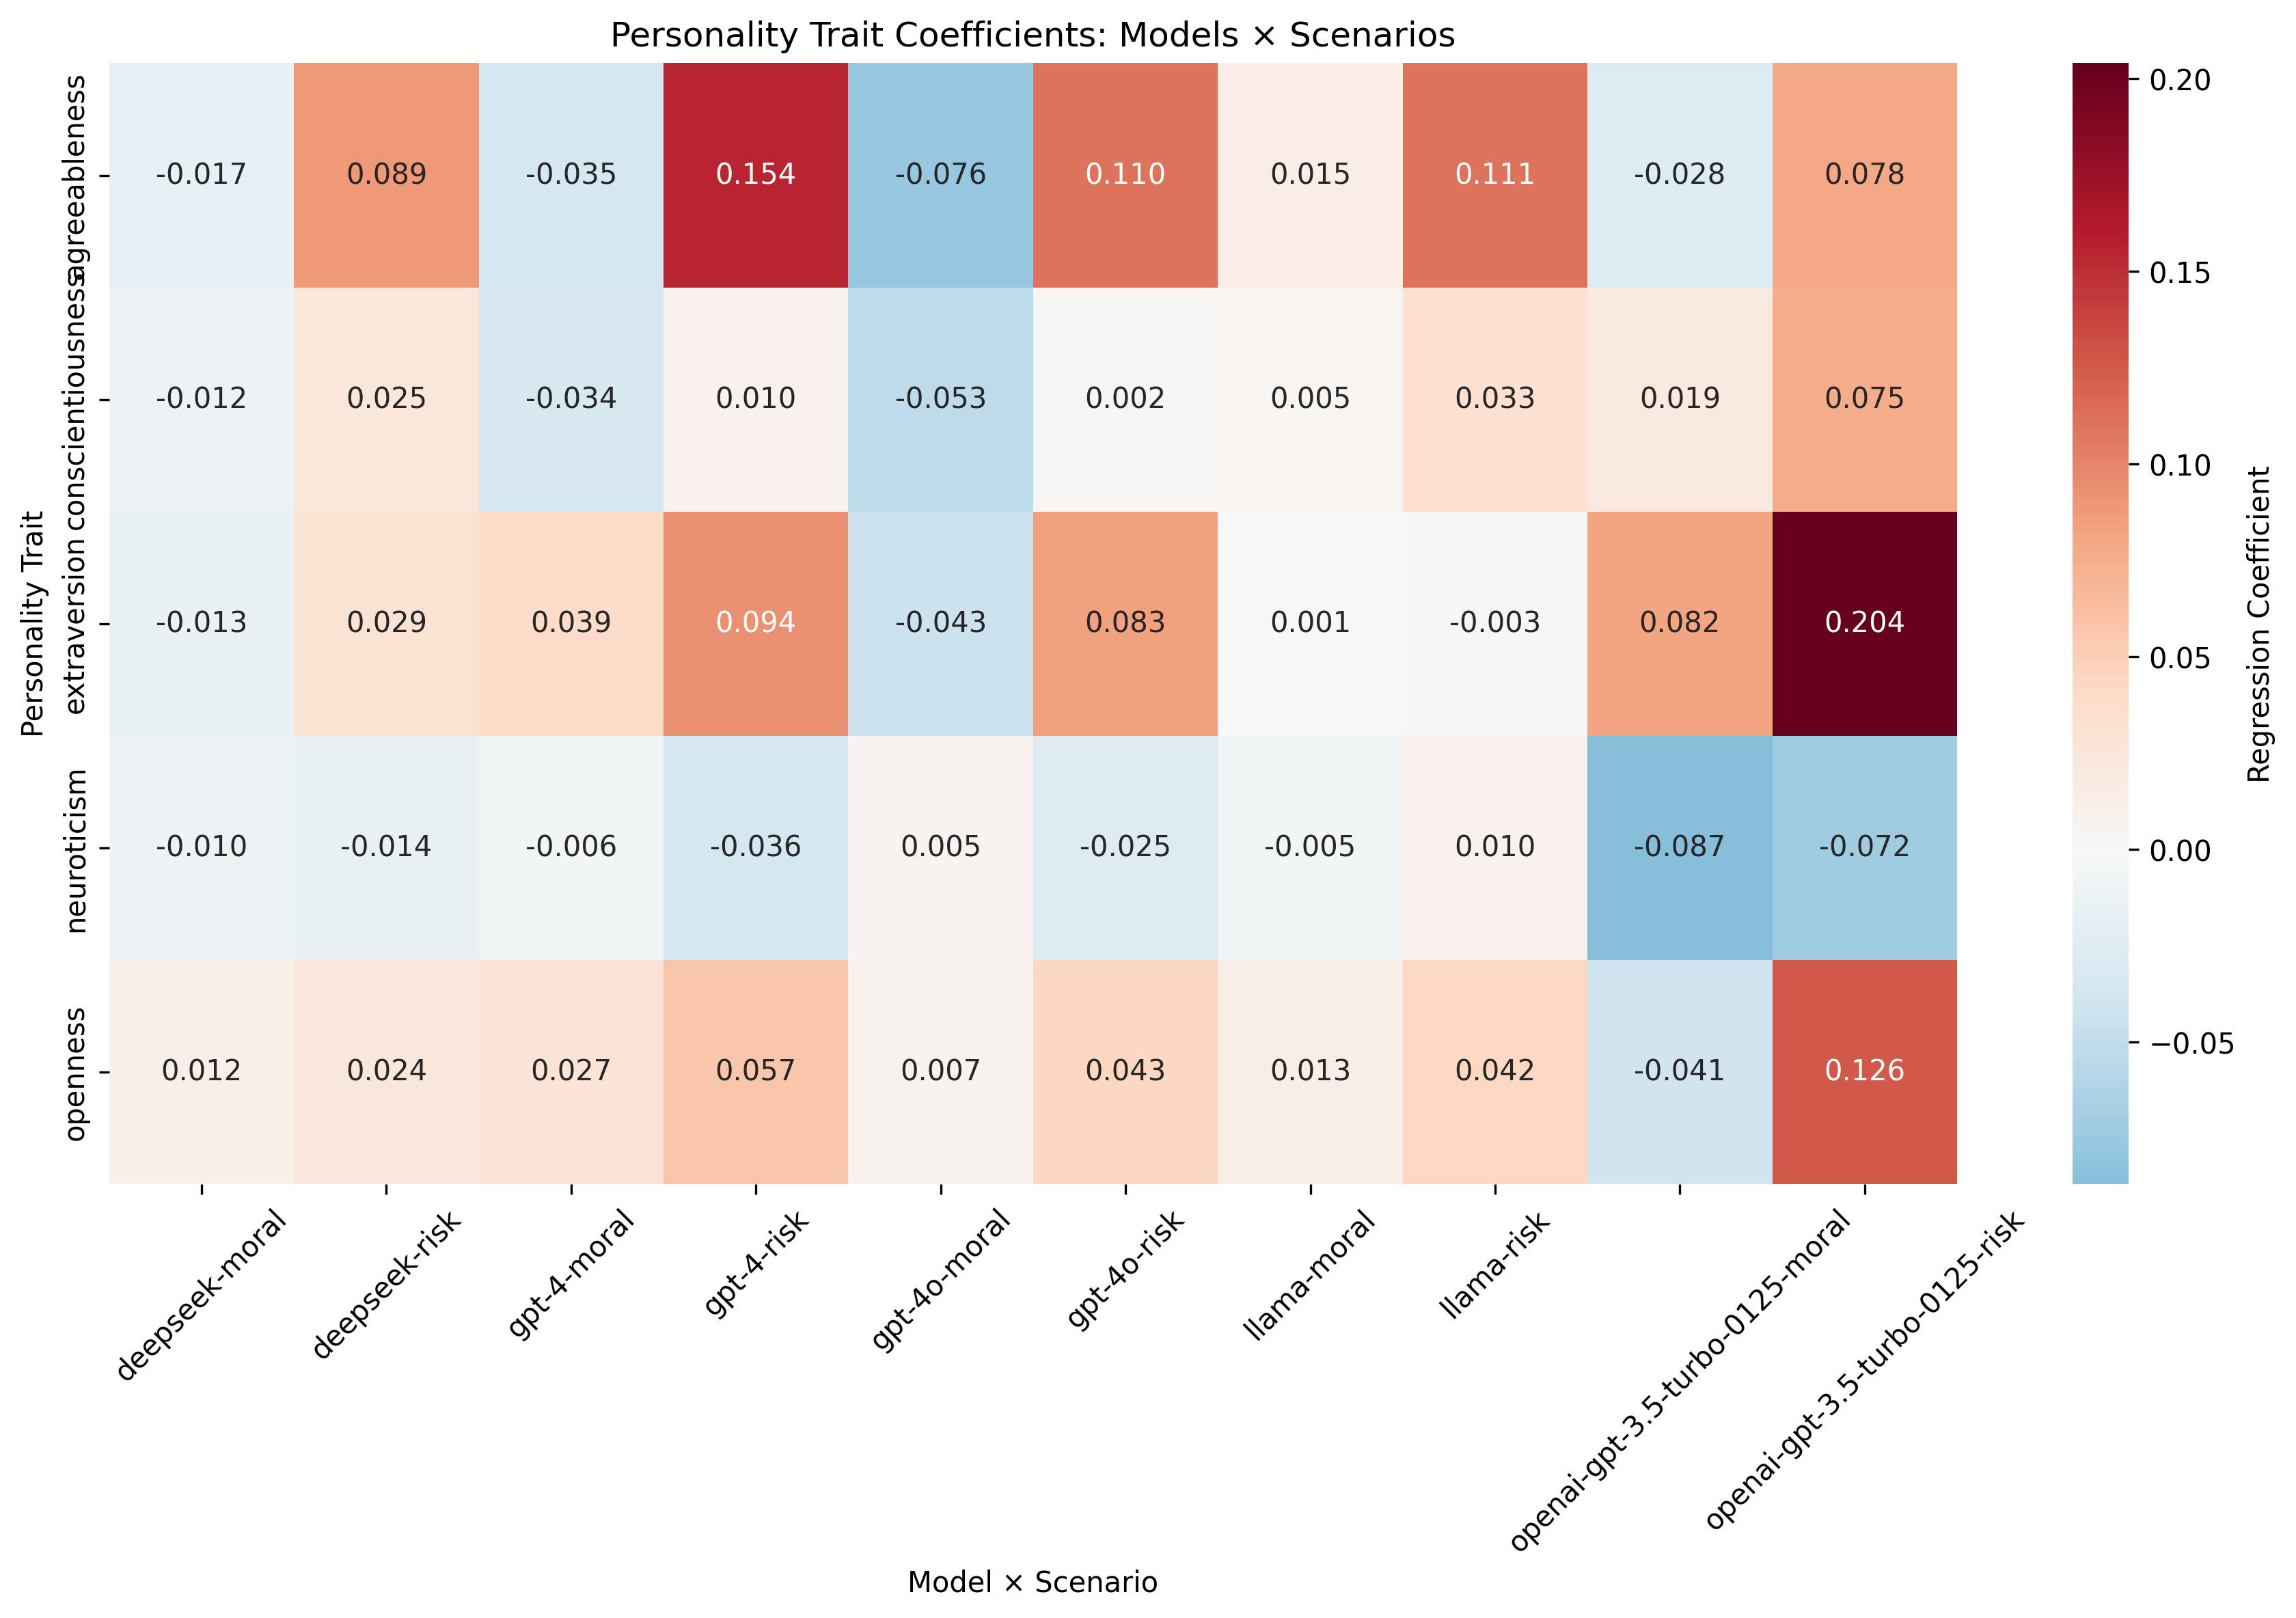 Personality Trait Coefficients: Models × Scenarios
Personality Trait
agreeableness
-0.017 0.089 -0.035 0.154 -0.076 0.110 0.015 0.111 -0.028 0.078
conscientiousness
-0.012 0.025 -0.034 0.010 -0.053 0.002 0.005 0.033 0.019 0.075
extraversion
-0.013 0.029 0.039 0.094 -0.043 0.083 0.001 -0.003 0.082 0.204
neuroticism
-0.010 -0.014 -0.006 -0.036 0.005 -0.025 -0.005 0.010 -0.087 -0.072
openness
0.012 0.024 0.027 0.057 0.007 0.043 0.013 0.042 -0.041 0.126
deepseek-moral
deepseek-risk
gpt-4-moral
gpt-4-risk
gpt-4o-moral
gpt-4o-risk
llama-moral
llama-risk
openai-gpt-3.5-turbo-0125-moral
openai-gpt-3.5-turbo-0125-risk
Model × Scenario
0.20
0.15
0.10
0.05
0.00
−0.05
Regression Coefficient